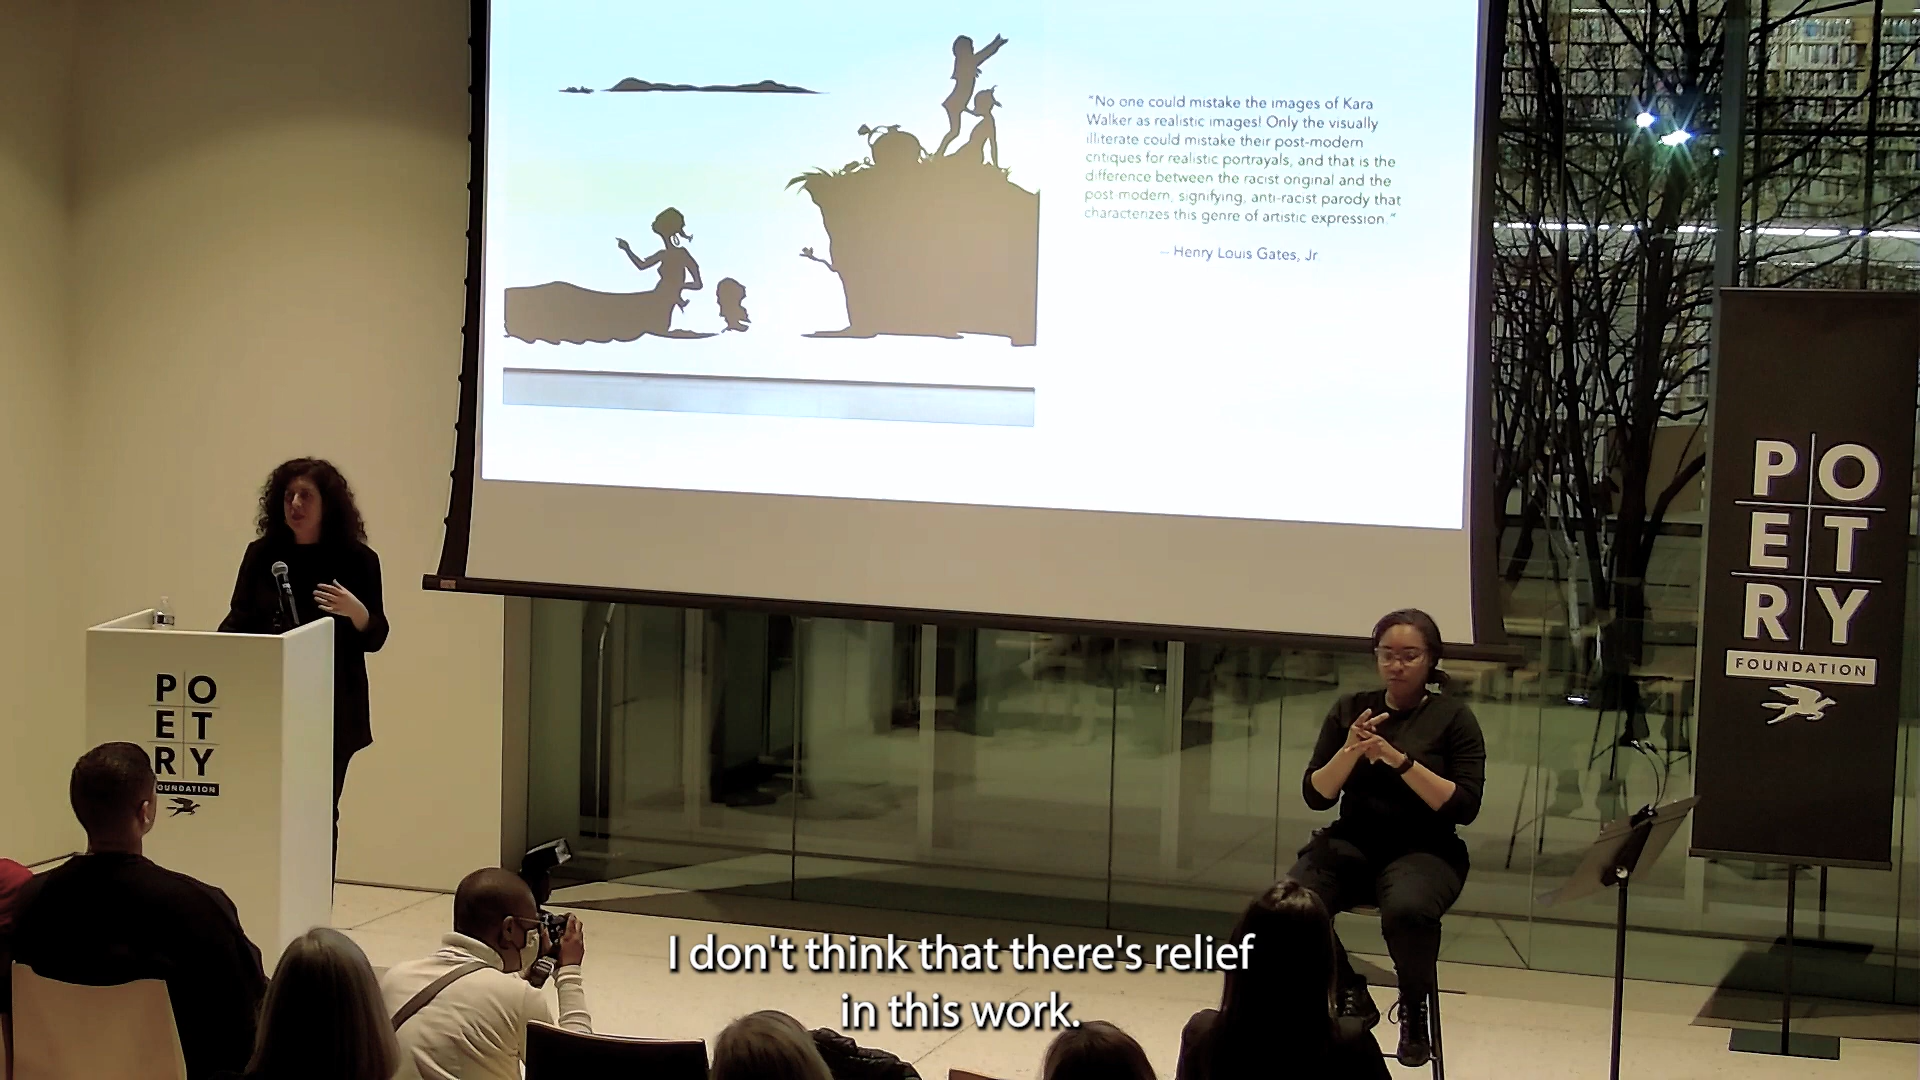 "No one could mistake the images of Kara
Walker as realistic images! Only the visually
illiterate could mistake their post-modern
critiques for realistic portrayals, and that is the
difference between the racist original and the
post-modern, signifying, anti-racist parody that
characterizes this genre of artistic expression."
-- Henry Louis Gates, Jr
PO
ET
RY
FOUNDATION
PO
ET
RY
OUNDATION
I don't think that there's relief
in this work.